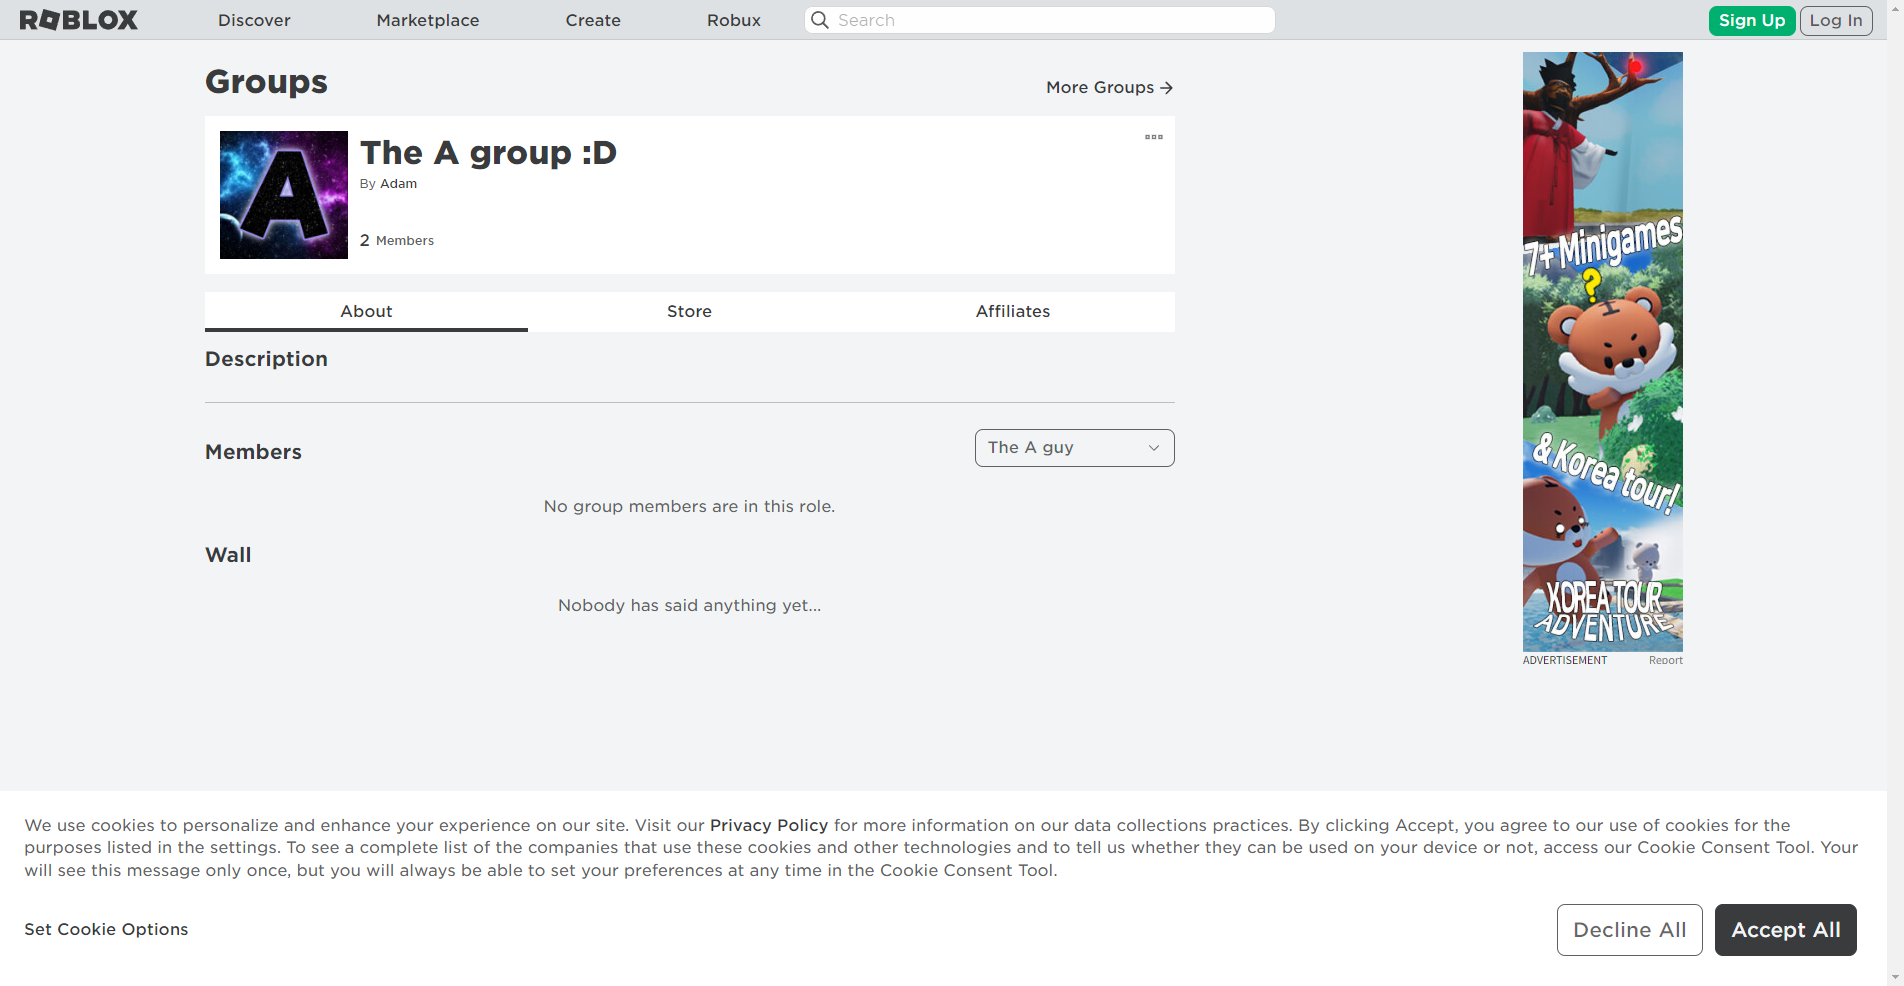 ROBLOX
Discover
Marketplace
Create
Robux
Search
Sign Up
Log In
Groups
More Groups →
A
The A group :D
By Adam
2 Members
About
Store
Affiliates
Description
Members
The A guy
No group members are in this role.
Wall
Nobody has said anything yet...
7+ Minigames
?
& Korea tour!
KOREA TOUR
ADVENTURE
ADVERTISEMENT
Report
We use cookies to personalize and enhance your experience on our site. Visit our Privacy Policy for more information on our data collections practices. By clicking Accept, you agree to our use of cookies for the
purposes listed in the settings. To see a complete list of the companies that use these cookies and other technologies and to tell us whether they can be used on your device or not, access our Cookie Consent Tool. Your
will see this message only once, but you will always be able to set your preferences at any time in the Cookie Consent Tool.
Set Cookie Options
Decline All
Accept All